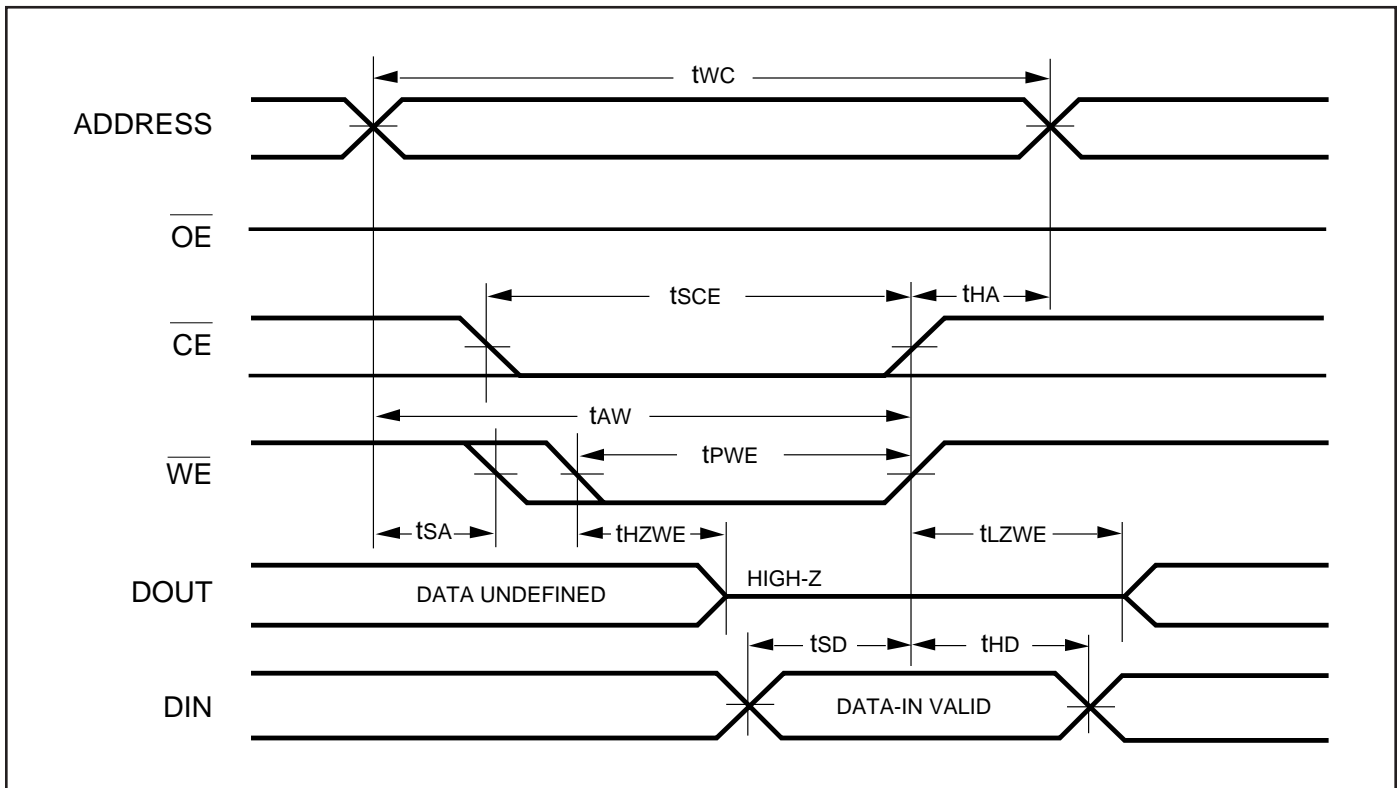 tWC
ADDRESS
OE
tSCE
tHA
CE
tAW
tPWE
WE
tSA
tHZWE
tLZWE
HIGH-Z
DOUT
DATA UNDEFINED
tSD
tHD
DIN
DATA-IN VALID